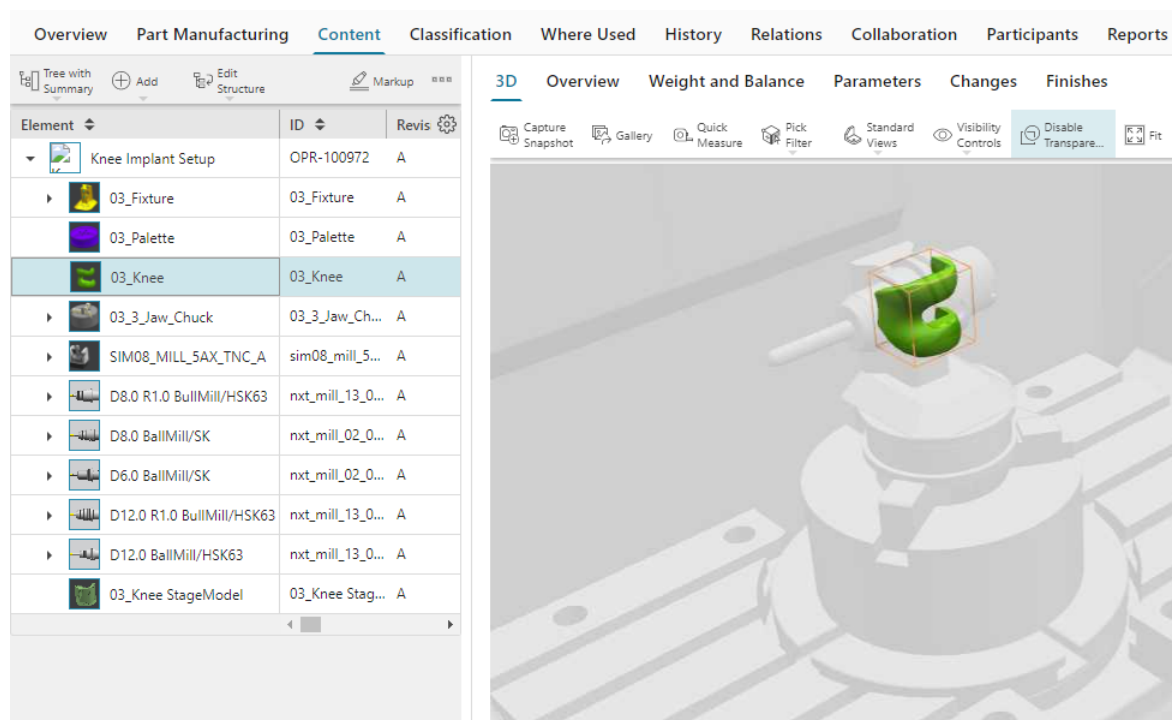 Overview Part Manufacturing Content Classification Where Used History Relations Collaboration Participants Reports
Tree with Summary Add Edit Structure Markup
3D Overview Weight and Balance Parameters Changes Finishes
Capture Snapshot Gallery Quick Measure Pick Filter Standard Views Visibility Controls Disable Transpare... Fit
Element ID Revis
Knee Implant Setup OPR-100972 A
03_Fixture 03_Fixture A
03_Palette 03_Palette A
03_Knee 03_Knee A
03_3_Jaw_Chuck 03_3_Jaw_Ch... A
SIM08_MILL_5AX_TNC_A sim08_mill_5... A
D8.0 R1.0 BullMill/HSK63 nxt_mill_13_0... A
D8.0 BallMill/SK nxt_mill_02_0... A
D6.0 BallMill/SK nxt_mill_02_0... A
D12.0 R1.0 BullMill/HSK63 nxt_mill_13_0... A
D12.0 BallMill/HSK63 nxt_mill_13_0... A
03_Knee StageModel 03_Knee Stag... A